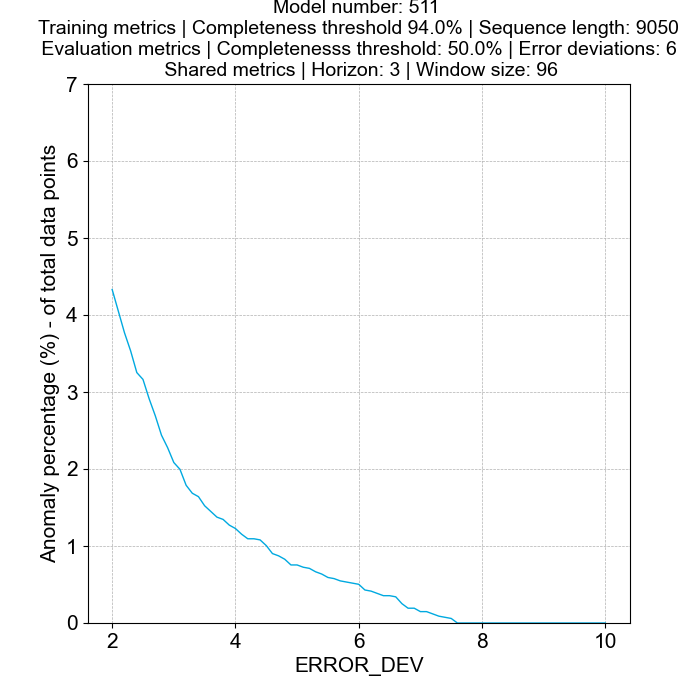 Model number: 511
Training metrics | Completeness threshold 94.0% | Sequence length: 9050
Evaluation metrics | Completenesss threshold: 50.0% | Error deviations: 6
Shared metrics | Horizon: 3 | Window size: 96
Anomaly percentage (%) - of total data points
7
6
5
4
3
2
1
0
2 4 6 8 10
ERROR_DEV